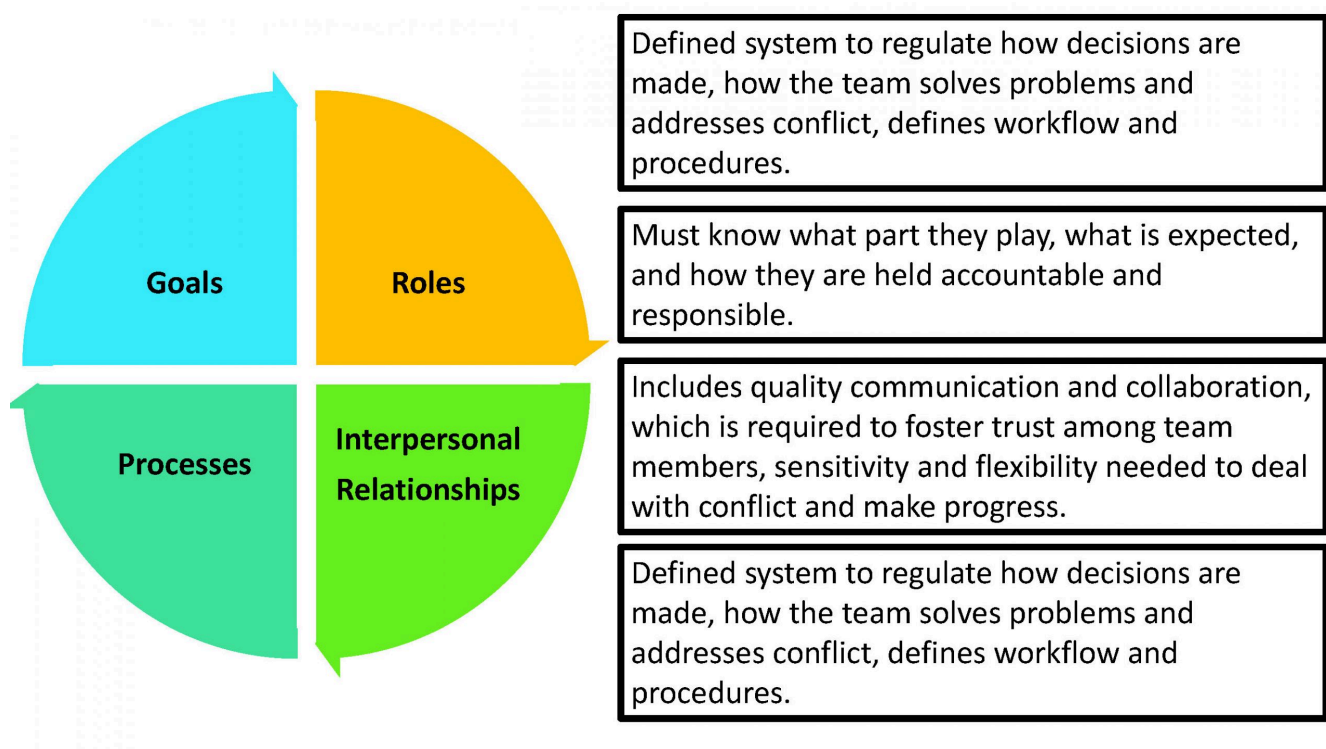 Goals
Roles
Processes
Interpersonal
Relationships
Defined system to regulate how decisions are
made, how the team solves problems and
addresses conflict, defines workflow and
procedures.
Must know what part they play, what is expected,
and how they are held accountable and
responsible.
Includes quality communication and collaboration,
which is required to foster trust among team
members, sensitivity and flexibility needed to deal
with conflict and make progress.
Defined system to regulate how decisions are
made, how the team solves problems and
addresses conflict, defines workflow and
procedures.